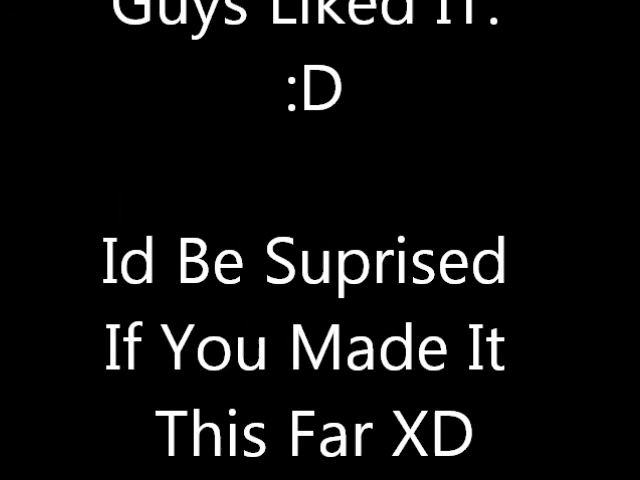 Guys Liked IT.
:D
Id Be Suprised
If You Made It
This Far XD